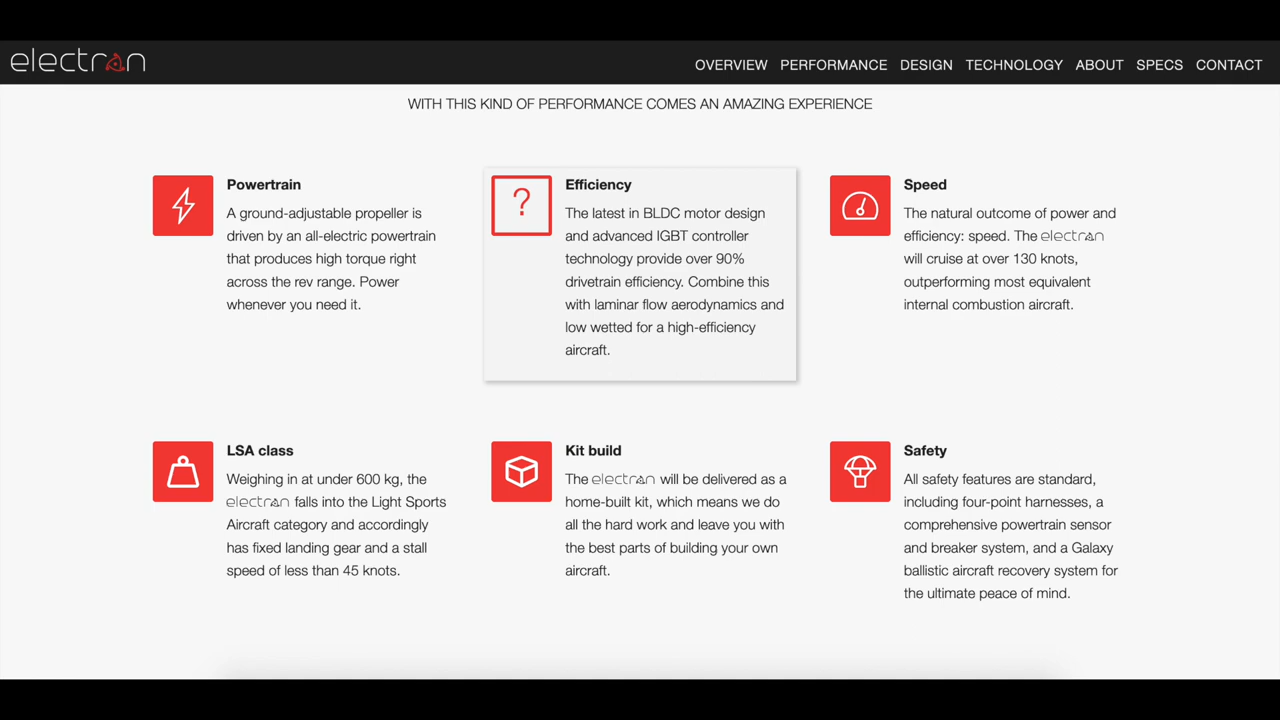 electran
OVERVIEW PERFORMANCE DESIGN TECHNOLOGY ABOUT SPECS CONTACT
WITH THIS KIND OF PERFORMANCE COMES AN AMAZING EXPERIENCE
Powertrain
A ground-adjustable propeller is
driven by an all-electric powertrain
that produces high torque right
across the rev range. Power
whenever you need it.
?
Efficiency
The latest in BLDC motor design
and advanced IGBT controller
technology provide over 90%
drivetrain efficiency. Combine this
with laminar flow aerodynamics and
low wetted for a high-efficiency
aircraft.
Speed
The natural outcome of power and
efficiency: speed. The electran
will cruise at over 130 knots,
outperforming most equivalent
internal combustion aircraft.
LSA class
Weighing in at under 600 kg, the
electran falls into the Light Sports
Aircraft category and accordingly
has fixed landing gear and a stall
speed of less than 45 knots.
Kit build
The electran will be delivered as a
home-built kit, which means we do
all the hard work and leave you with
the best parts of building your own
aircraft.
Safety
All safety features are standard,
including four-point harnesses, a
comprehensive powertrain sensor
and breaker system, and a Galaxy
ballistic aircraft recovery system for
the ultimate peace of mind.